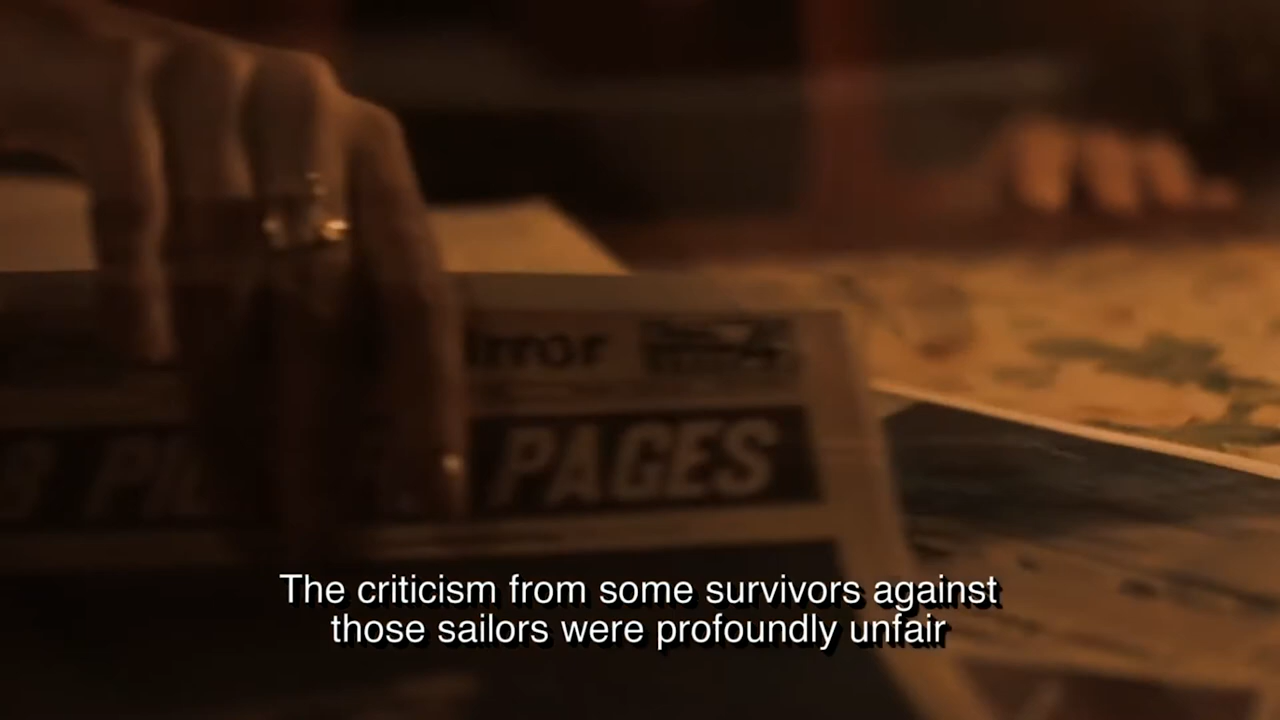 irror
PAGES
The criticism from some survivors against
those sailors were profoundly unfair